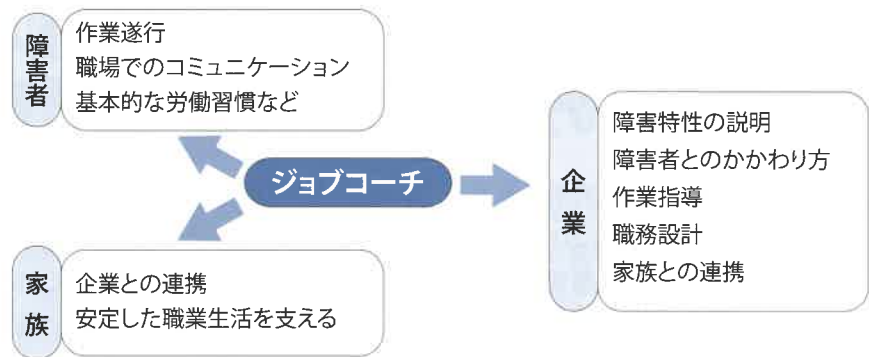 障害者
作業遂行
職場でのコミュニケーション
基本的な労働習慣など
ジョブコーチ
企業
障害特性の説明
障害者とのかかわり方
作業指導
職務設計
家族との連携
家族
企業との連携
安定した職業生活を支える